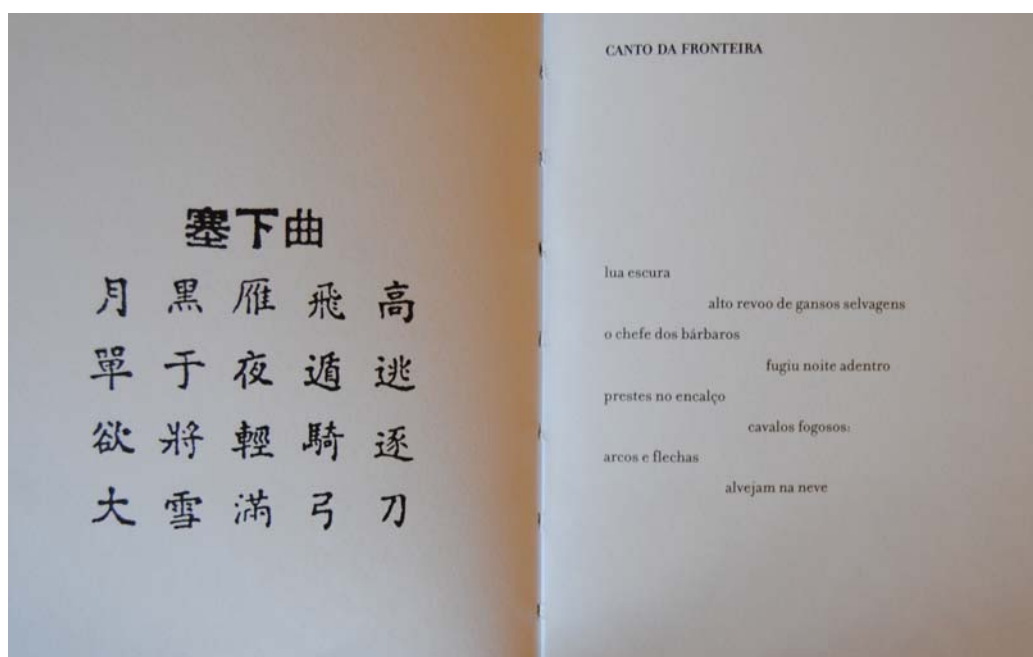 塞下曲
月黑雁飛高
單于夜遁逃
欲將輕騎逐
大雪滿弓刀
CANTO DA FRONTEIRA
lua escura
alto revoo de gansos selvagens
o chefe dos bárbaros
fugiu noite adentro
prestes no encalço
cavalos fogosos:
arcos e flechas
alvejam na neve